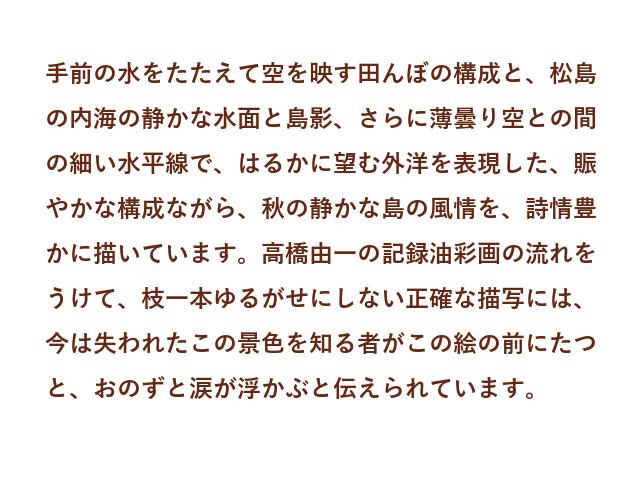 手前の水をたたえて空を映す田んぼの構成と、松島
の内海の静かな水面と島影、さらに薄曇り空との間
の細い水平線で、はるかに望む外洋を表現した、賑
やかな構成ながら、秋の静かな島の風情を、詩情豊
かに描いています。高橋由一の記録油彩画の流れを
うけて、枝一本ゆるがせにしない正確な描写には、
今は失われたこの景色を知る者がこの絵の前にたつ
と、おのずと涙が浮かぶと伝えられています。